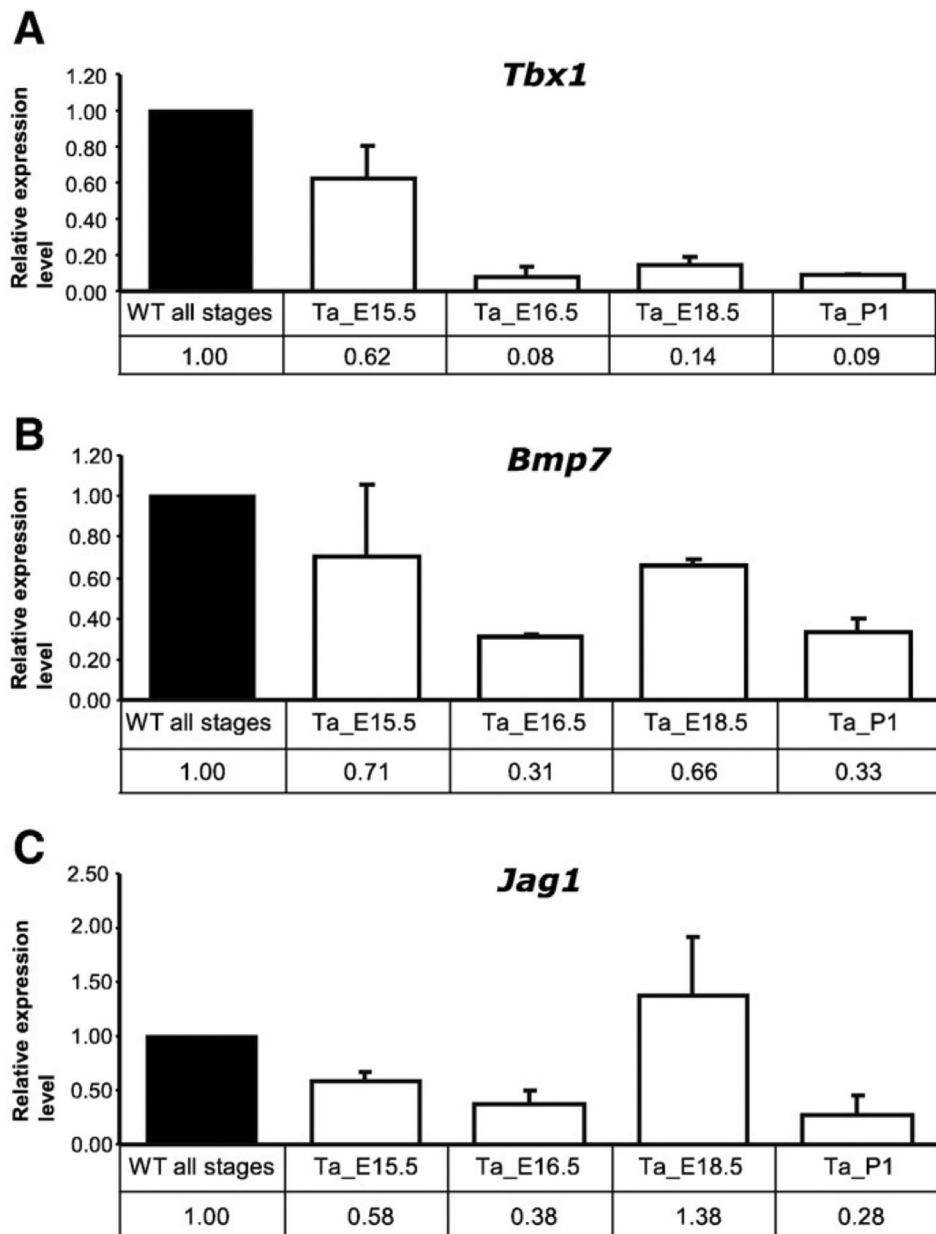 A
Tbx1
Relative expression
level
1.20
1.00
0.80
0.60
0.40
0.20
0.00
WT all stages Ta_E15.5 Ta_E16.5 Ta_E18.5 Ta_P1
1.00 0.62 0.08 0.14 0.09
B
Bmp7
Relative expression
level
1.20
1.00
0.80
0.60
0.40
0.20
0.00
WT all stages Ta_E15.5 Ta_E16.5 Ta_E18.5 Ta_P1
1.00 0.71 0.31 0.66 0.33
C
Jag1
Relative expression
level
2.50
2.00
1.50
1.00
0.50
0.00
WT all stages Ta_E15.5 Ta_E16.5 Ta_E18.5 Ta_P1
1.00 0.58 0.38 1.38 0.28